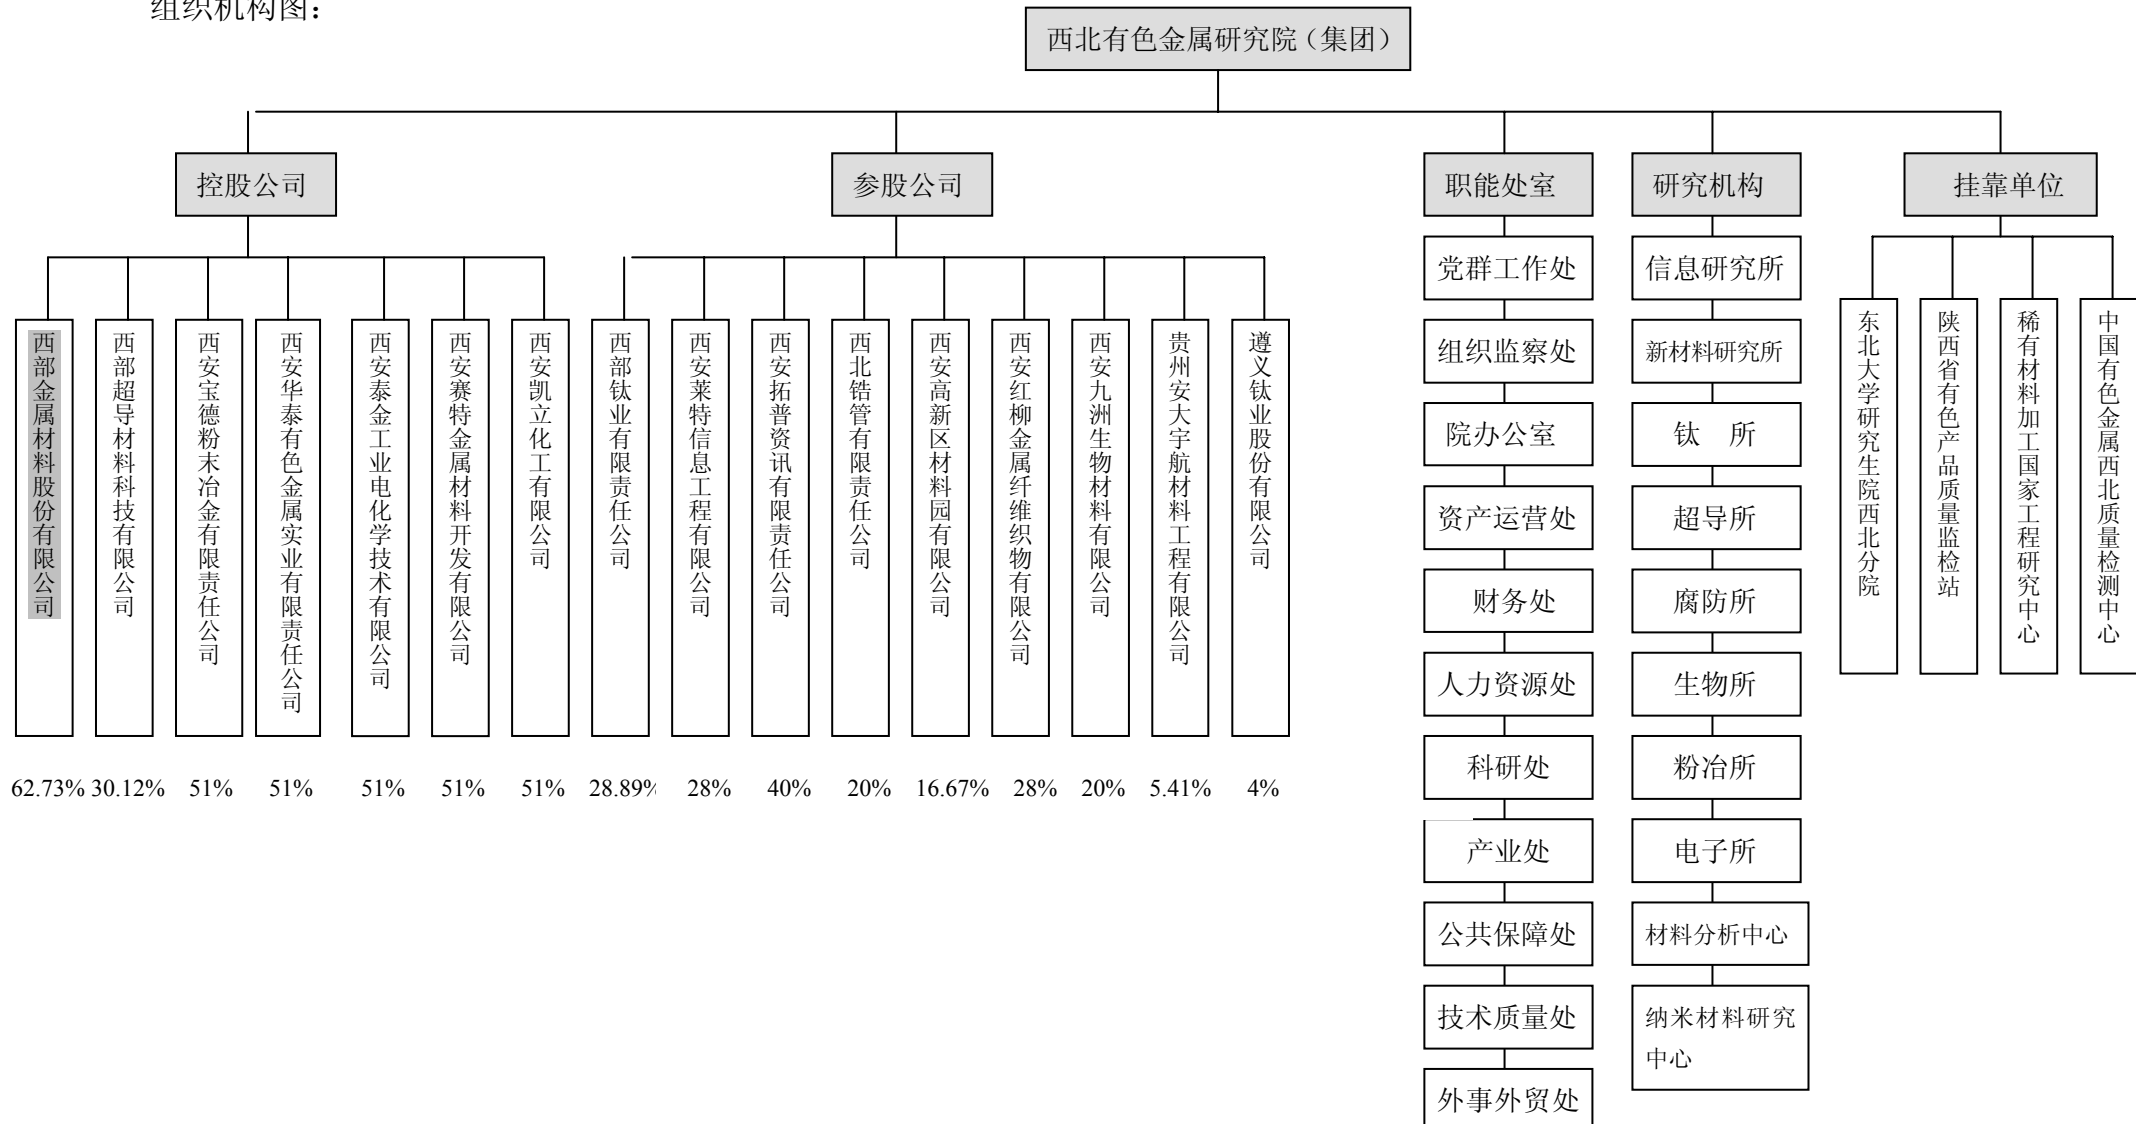 组织机构图：
西北有色金属研究院（集团）
控股公司
参股公司
职能处室
研究机构
挂靠单位
西部金属材料股份有限公司
西部超导材料科技有限公司
西安宝德粉末冶金有限责任公司
西安华泰有色金属实业有限责任公司
西安泰金工业电化学技术有限公司
西安赛特金属材料开发有限公司
西安凯立化工有限公司
西部钛业有限责任公司
西安莱特信息工程有限公司
西安拓普资讯有限责任公司
西北锆管有限责任公司
西安高新区材料园有限公司
西安红柳金属纤维织物有限公司
西安九洲生物材料有限公司
贵州安大宇航材料工程有限公司
遵义钛业股份有限公司
62.73% 30.12% 51% 51% 51% 51% 51% 28.89% 28% 40% 20% 16.67% 28% 20% 5.41% 4%
党群工作处
组织监察处
院办公室
资产运营处
财务处
人力资源处
科研处
产业处
公共保障处
技术质量处
外事外贸处
信息研究所
新材料研究所
钛 所
超导所
腐防所
生物所
粉冶所
电子所
材料分析中心
纳米材料研究
中心
东北大学研究生院西北分院
陕西省有色产品质量监检站
稀有材料加工国家工程研究中心
中国有色金属西北质量检测中心